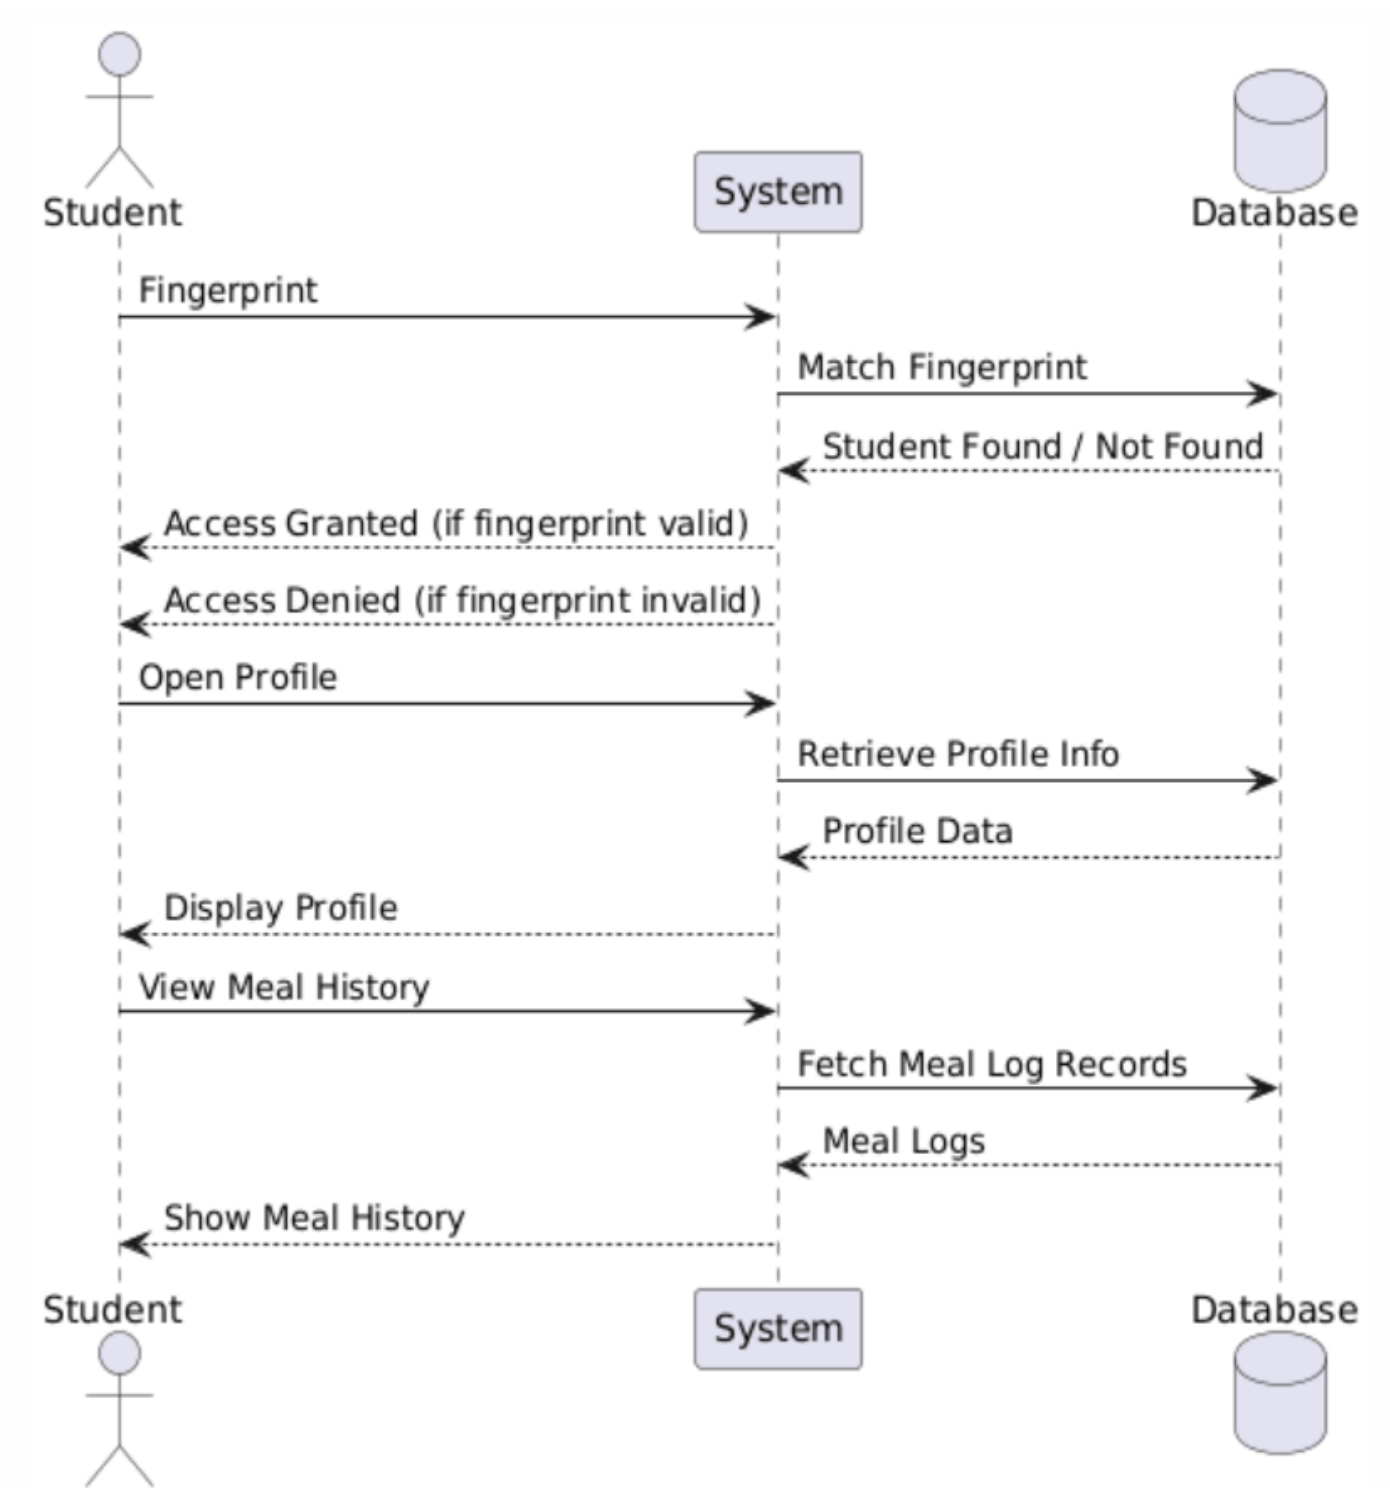 Student
System
Database
Fingerprint
Match Fingerprint
Student Found / Not Found
Access Granted (if fingerprint valid)
Access Denied (if fingerprint invalid)
Open Profile
Retrieve Profile Info
Profile Data
Display Profile
View Meal History
Fetch Meal Log Records
Meal Logs
Show Meal History
Student
System
Database